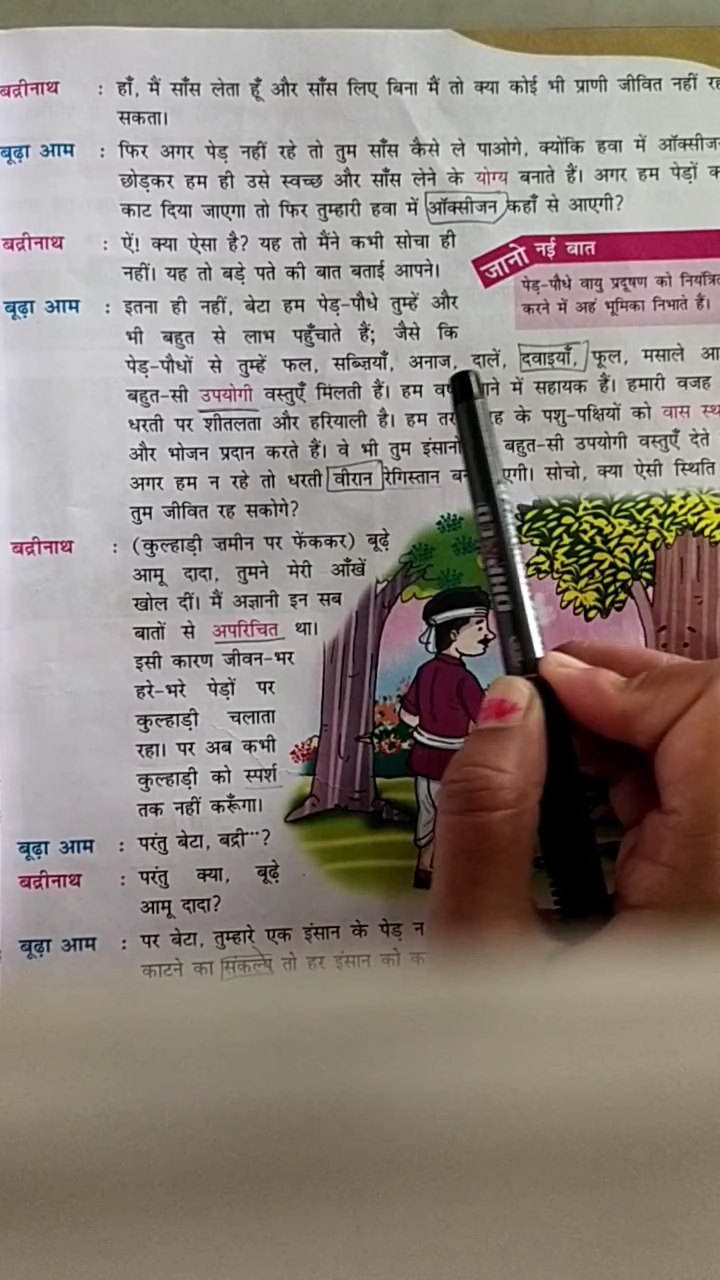 बद्रीनाथ : हाँ, मैं साँस लेता हूँ और साँस लिए बिना मैं तो क्या कोई भी प्राणी जीवित नहीं रह
सकता।
बूढ़ा आम : फिर अगर पेड़ नहीं रहे तो तुम साँस कैसे ले पाओगे, क्योंकि हवा में
छोड़कर हम ही उसे स्वच्छ और साँस लेने के योग्य बनाते हैं। अगर हम पेड़ों
काट दिया जाएगा तो फिर तुम्हारी हवा में ऑक्सीजन कहाँ से आएगी?
बद्रीनाथ : ऐं! क्या ऐसा है? यह तो मैंने कभी सोचा ही
नहीं। यह तो बड़े पते की बात बताई आपने।
जानो नई बात
पेड़-पौधे वायु प्रदूषण को
करने में अहं भूमिका निभाते हैं।
बूढ़ा आम : इतना ही नहीं, बेटा हम पेड़-पौधे तुम्हें और
भी बहुत से लाभ पहुँचाते हैं; जैसे कि
पेड़-पौधों से तुम्हें फल, सब्ज़ियाँ, अनाज, दालें, दवाइयाँ, फूल, मसाले
बहुत-सी उपयोगी वस्तुएँ मिलती हैं। हम में सहायक हैं। हमारी वजह
धरती पर शीतलता और हरियाली है। हम के पशु-पक्षियों को वास
और भोजन प्रदान करते हैं। वे भी तुम बहुत-सी उपयोगी वस्तुएँ देते
अगर हम न रहे तो धरती वीरान रेगिस्तान सोचो, क्या ऐसी स्थिति
तुम जीवित रह सकोगे?
बद्रीनाथ : (कुल्हाड़ी ज़मीन पर फेंककर) बूढ़े
आमू दादा, तुमने मेरी आँखें
खोल दीं। मैं अज्ञानी इन सब
बातों से अपरिचित था।
इसी कारण जीवन-भर
हरे-भरे पेड़ों पर
कुल्हाड़ी चलाता
रहा। पर अब कभी
कुल्हाड़ी को स्पर्श
तक नहीं करूँगा।
बूढ़ा आम : परंतु बेटा, बद्री...?
बद्रीनाथ : परंतु क्या, बूढ़े
आमू दादा?
बूढ़ा आम : पर बेटा, तुम्हारे एक इंसान के पेड़ न
काटने का संकल्प तो हर इंसान को